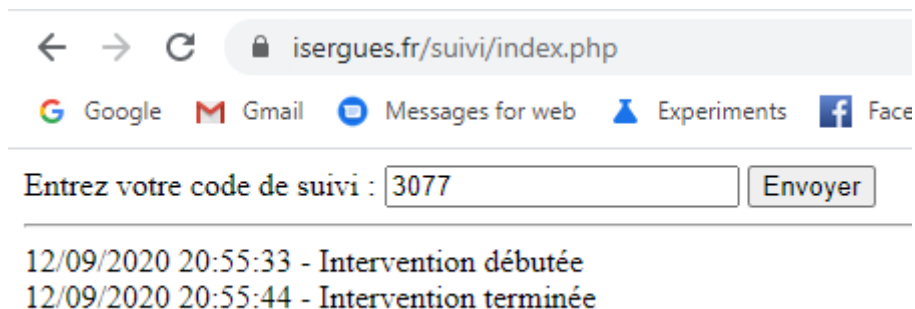 isergues.fr/suivi/index.php
Google Gmail Messages for web Experiments Face
Entrez votre code de suivi : 3077 Envoyer
12/09/2020 20:55:33 - Intervention débutée
12/09/2020 20:55:44 - Intervention terminée